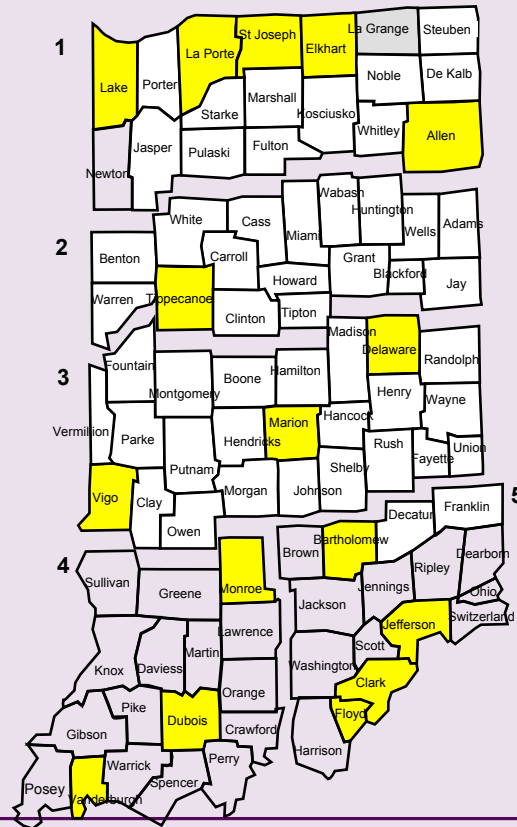 1
Lake
Porter
La Porte
St Joseph
Elkhart
La Grange
Steuben
Noble
De Kalb
Starke
Marshall
Kosciusko
Whitley
Allen
Newton
Jasper
Pulaski
Fulton
2
White
Cass
Miami
Wabash
Huntington
Wells
Adams
Benton
Carroll
Grant
Blackford
Jay
Warren
Tippecanoe
Howard
Clinton
Tipton
3
Fountain
Montgomery
Boone
Hamilton
Madison
Delaware
Randolph
Henry
Wayne
Vermillion
Parke
Hendricks
Marion
Hancock
Rush
Fayette
Union
Vigo
Clay
Putnam
Morgan
Johnson
Shelby
Owen
4
Sullivan
Greene
Monroe
Brown
Bartholomew
Decatur
Franklin
5
Jennings
Ripley
Dearborn
Ohio
Switzerland
Knox
Daviess
Martin
Lawrence
Jackson
Jefferson
Scott
Washington
Orange
Clark
Floyd
Harrison
Gibson
Pike
Dubois
Crawford
Posey
Vanderburgh
Warrick
Spencer
Perry